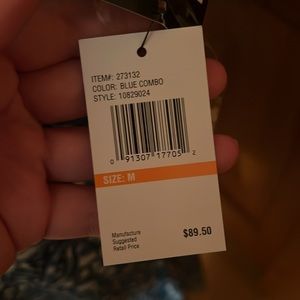 ITEM#: 273132
COLOR: BLUE COMBO
STYLE: 10829024
0 91307 17705 2
SIZE: M
Manufacture
Suggested
Retail Price
$89.50